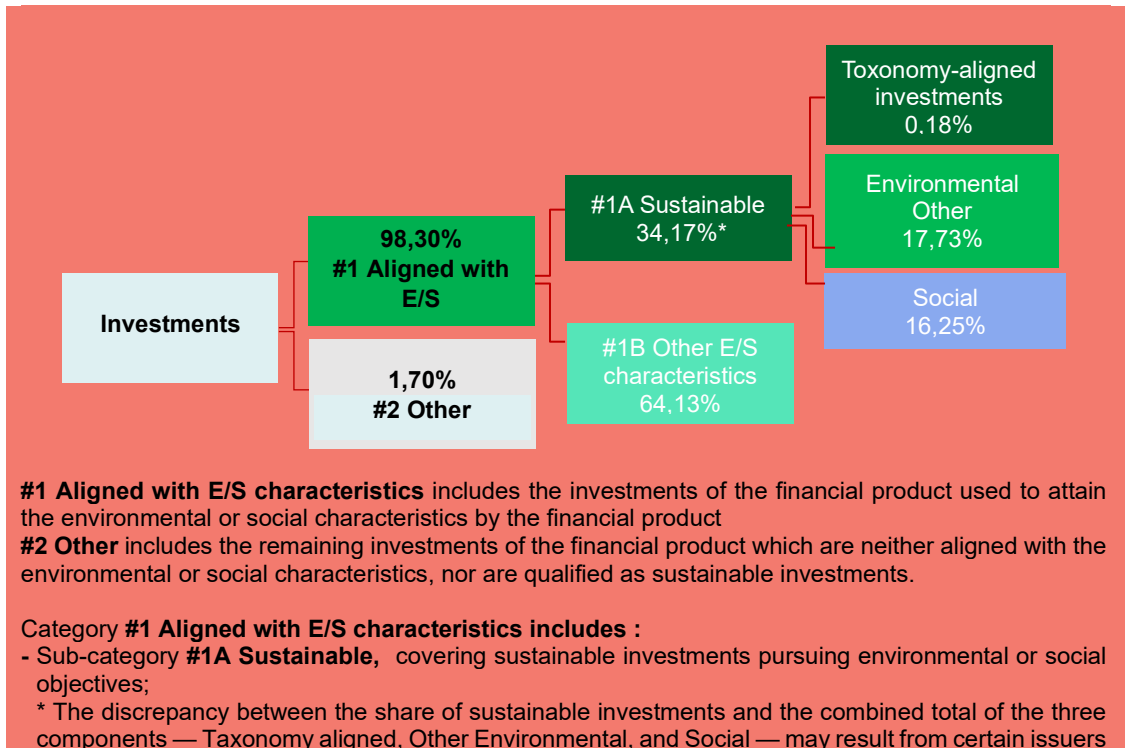 Toxonomy-aligned
investments
0,18%
Environmental
Other
17,73%
#1A Sustainable
34,17%*
98,30%
#1 Aligned with
E/S
Social
16,25%
Investments
#1B Other E/S
characteristics
64,13%
1,70%
#2 Other
#1 Aligned with E/S characteristics includes the investments of the financial product used to attain
the environmental or social characteristics by the financial product
#2 Other includes the remaining investments of the financial product which are neither aligned with the
environmental or social characteristics, nor are qualified as sustainable investments.
Category #1 Aligned with E/S characteristics includes :
- Sub-category #1A Sustainable, covering sustainable investments pursuing environmental or social
objectives;
* The discrepancy between the share of sustainable investments and the combined total of the three
components — Taxonomy aligned, Other Environmental, and Social — may result from certain issuers